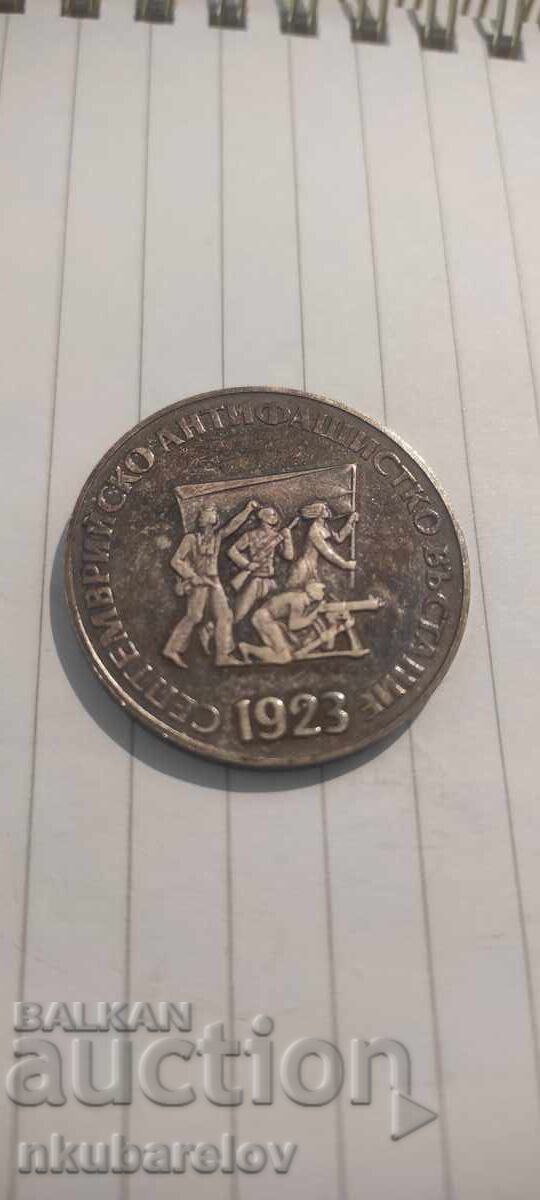 СЕПТЕМВРИЙСКО АНТИФАШИСТКО ВЪСТАНИЕ
1923
BALKAN
auction
nkubarelov